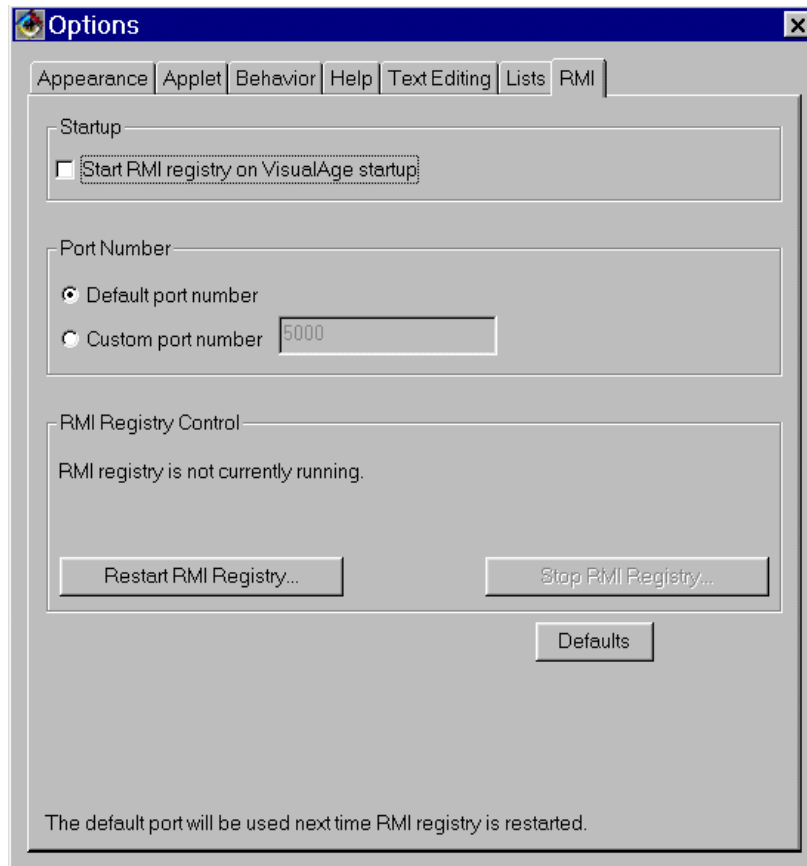 Options
Appearance Applet Behavior Help Text Editing Lists RMI
Startup
Start RMI registry on VisualAge startup
Port Number
Default port number
Custom port number 5000
RMI Registry Control
RMI registry is not currently running.
Restart RMI Registry... Stop RMI Registry...
Defaults
The default port will be used next time RMI registry is restarted.